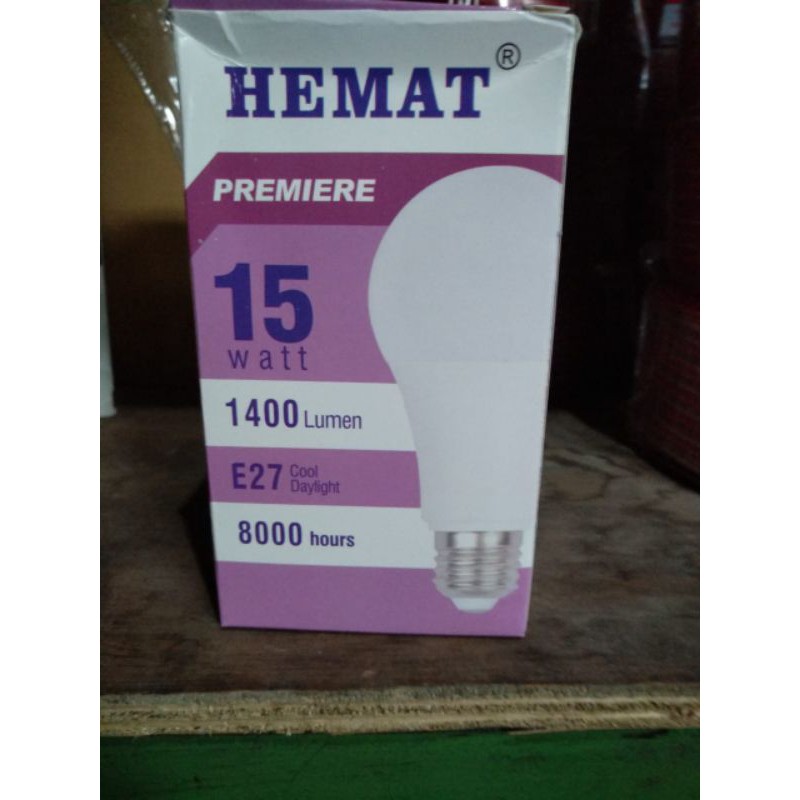 HEMAT®
PREMIERE
15
watt
1400 Lumen
E27 Cool
Daylight
8000 hours